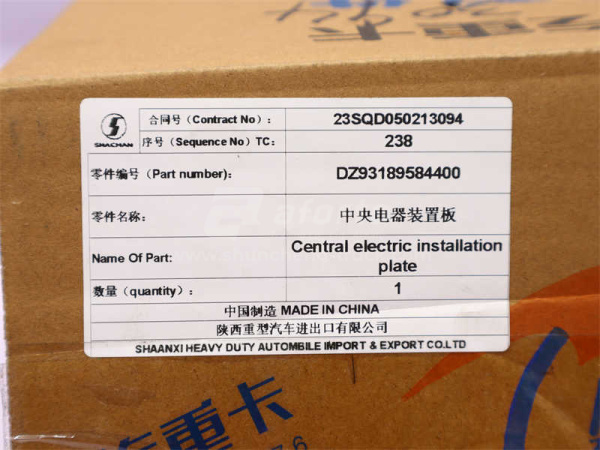 SHACMAN
合同号 (Contract No) : 23SQD050213094
序号 (Sequence No) TC: 238
零件编号 (Part number): DZ93189584400
零件名称: 中央电器装置板
Name Of Part: Central electric installation
plate
数量 (quantity) : 1
中国制造 MADE IN CHINA
陕西重型汽车进出口有限公司
SHAANXI HEAVY DUTY AUTOMBILE IMPORT & EXPORT CO.LTD
重卡